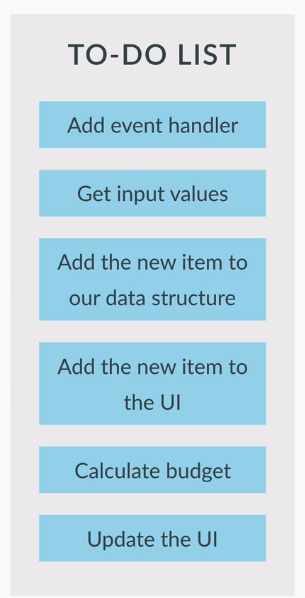 TO-DO LIST
Add event handler
Get input values
Add the new item to
our data structure
Add the new item to
the UI
Calculate budget
Update the UI